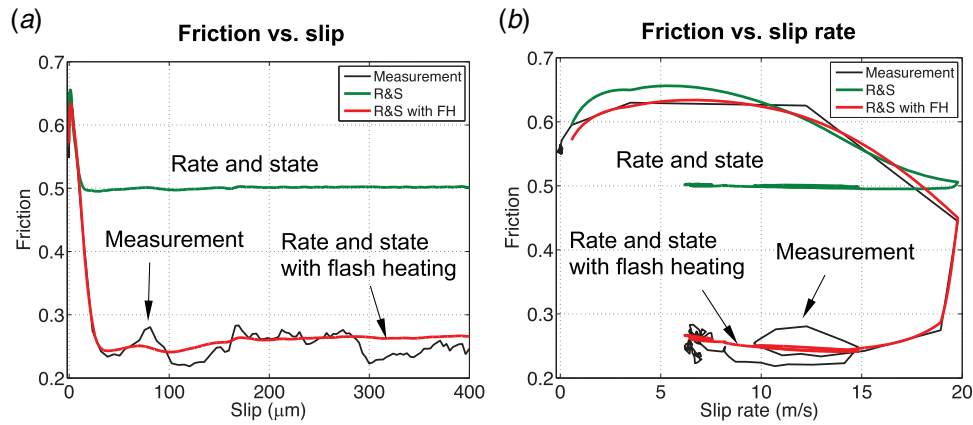 (a)
Friction vs. slip
0.7
0.6
0.5
0.4
0.3
0.2
Friction
Measurement
R&S
R&S with FH
Rate and state
Measurement
Rate and state
with flash heating
0
100
200
300
400
Slip (μm)
(b)
Friction vs. slip rate
0.7
0.6
0.5
0.4
0.3
0.2
Friction
Measurement
R&S
R&S with FH
Rate and state
Rate and state
with flash heating
Measurement
0
5
10
15
20
Slip rate (m/s)